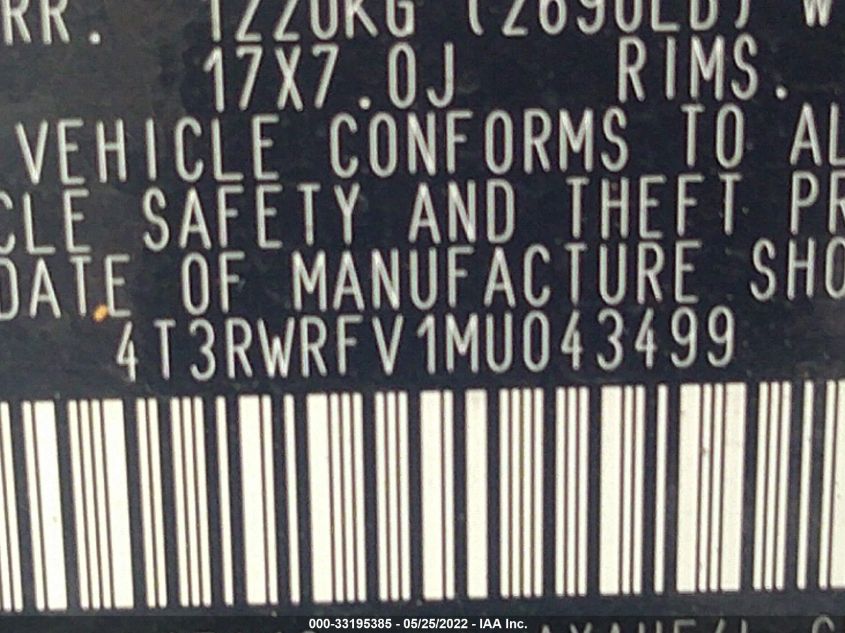 RR. 1220KG (2690LB) W
17X7.0J RIMS.
VEHICLE CONFORMS TO AL
CLE SAFETY AND THEFT PR
DATE OF MANUFACTURE SHO
4T3RWRFV1MU043499
000-33195385 - 05/25/2022 - IAA Inc.